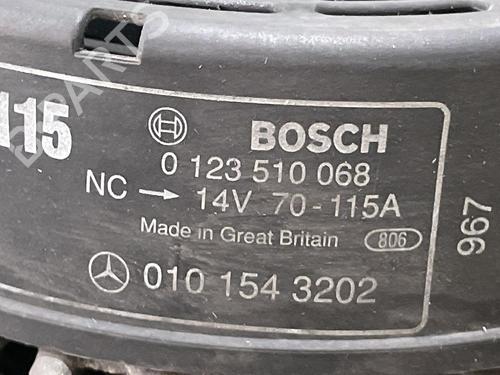 115
BOSCH
0 123 510 068
NC → 14V 70-115A
Made in Great Britain 806
967
010 154 3202